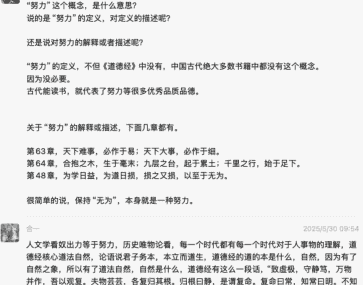 “努力”这个概念，是什么意思？
说的是“努力”的定义，对定义的描述呢？
还是说对努力的解释或者描述呢？
“努力”的定义，不但《道德经》中没有，中国古代绝大多数书籍中都没有这个概念。
因为没必要。
古代能读书，就代表了努力等很多优秀品质品德。
关于“努力”的解释或描述，下面几章都有。
第63章，天下难事，必作于易；天下大事，必作于细。
第64章，合抱之木，生于毫末；九层之台，起于累土；千里之行，始于足下。
第48章，为学日益，为道日损，损之又损，以至于无为。
很简单的说，保持“无为”，本身就是一种努力。
合一
2025/5/30 09:54
人文学看奴出力等于努力，历史唯物论看，每一个时代都有每一个时代对于人事物的理解，道
德经核心道法自然，论语说君子务本，本立而道生，道德经的道的本是什么，自然，因为有了
自然之象，所以有了道法自然，自然是什么，道德经有这么一段话，“致虚极，守静笃，万物
并作，吾以观复。夫物芸芸，各复归其根。归根曰静，是谓复命。复命曰常，知常曰明。不知